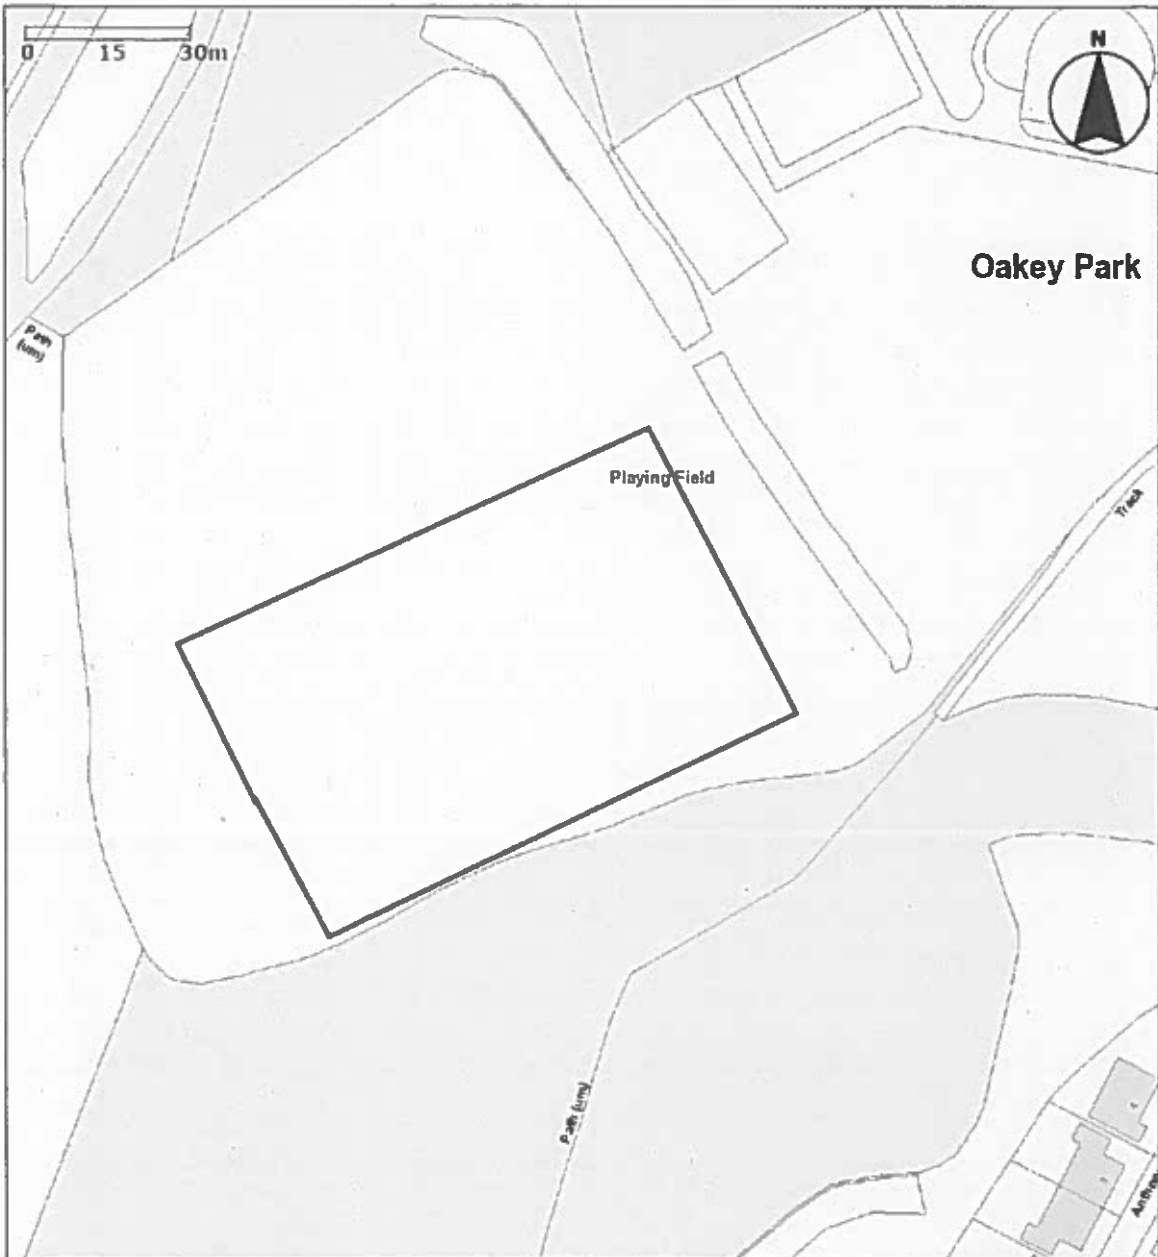 0 15 30m
N
Oakey Park
Path
(um)
Playing Field
Track
Path (um)